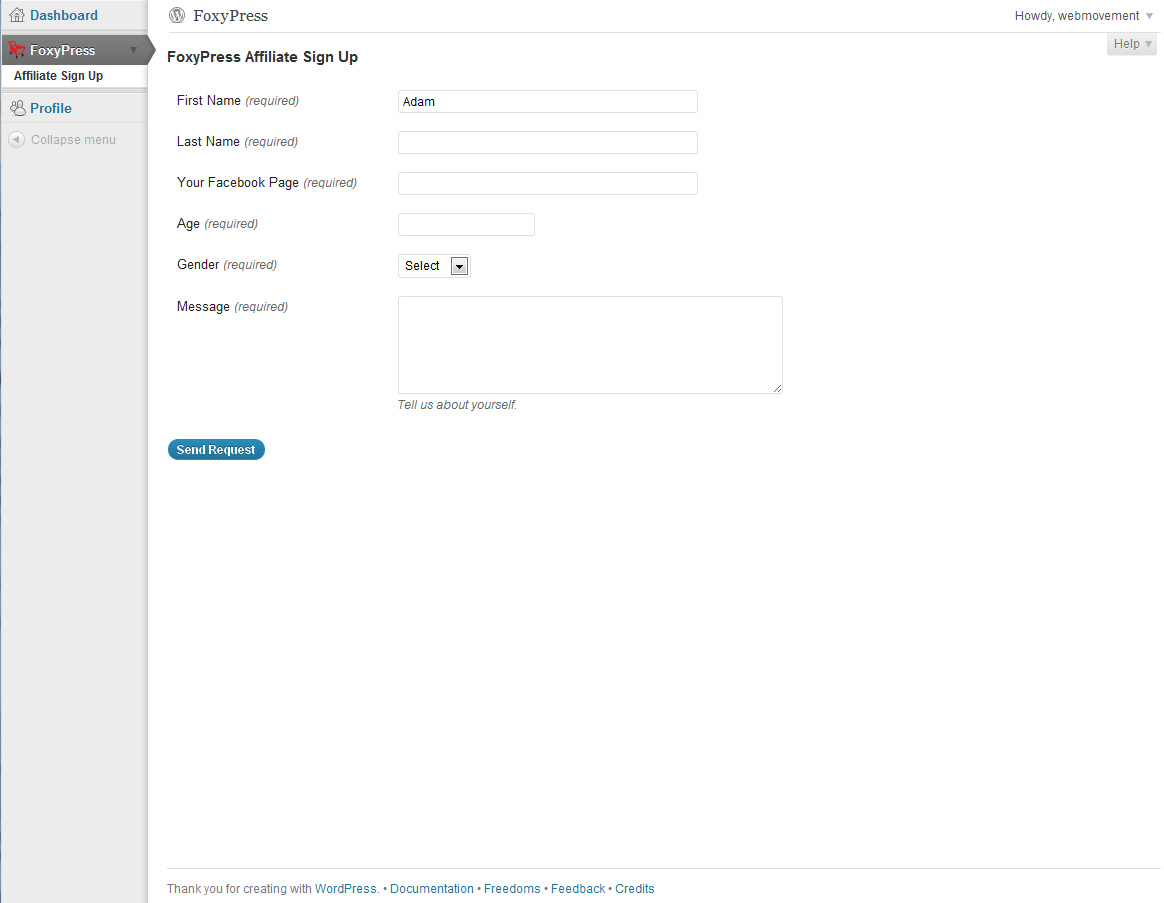 Dashboard
FoxyPress
Affiliate Sign Up
Profile
Collapse menu
FoxyPress
Howdy, webmovement
Help
FoxyPress Affiliate Sign Up
First Name (required)
Adam
Last Name (required)
Your Facebook Page (required)
Age (required)
Gender (required)
Select
Message (required)
Tell us about yourself.
Send Request
Thank you for creating with WordPress. • Documentation • Freedoms • Feedback • Credits